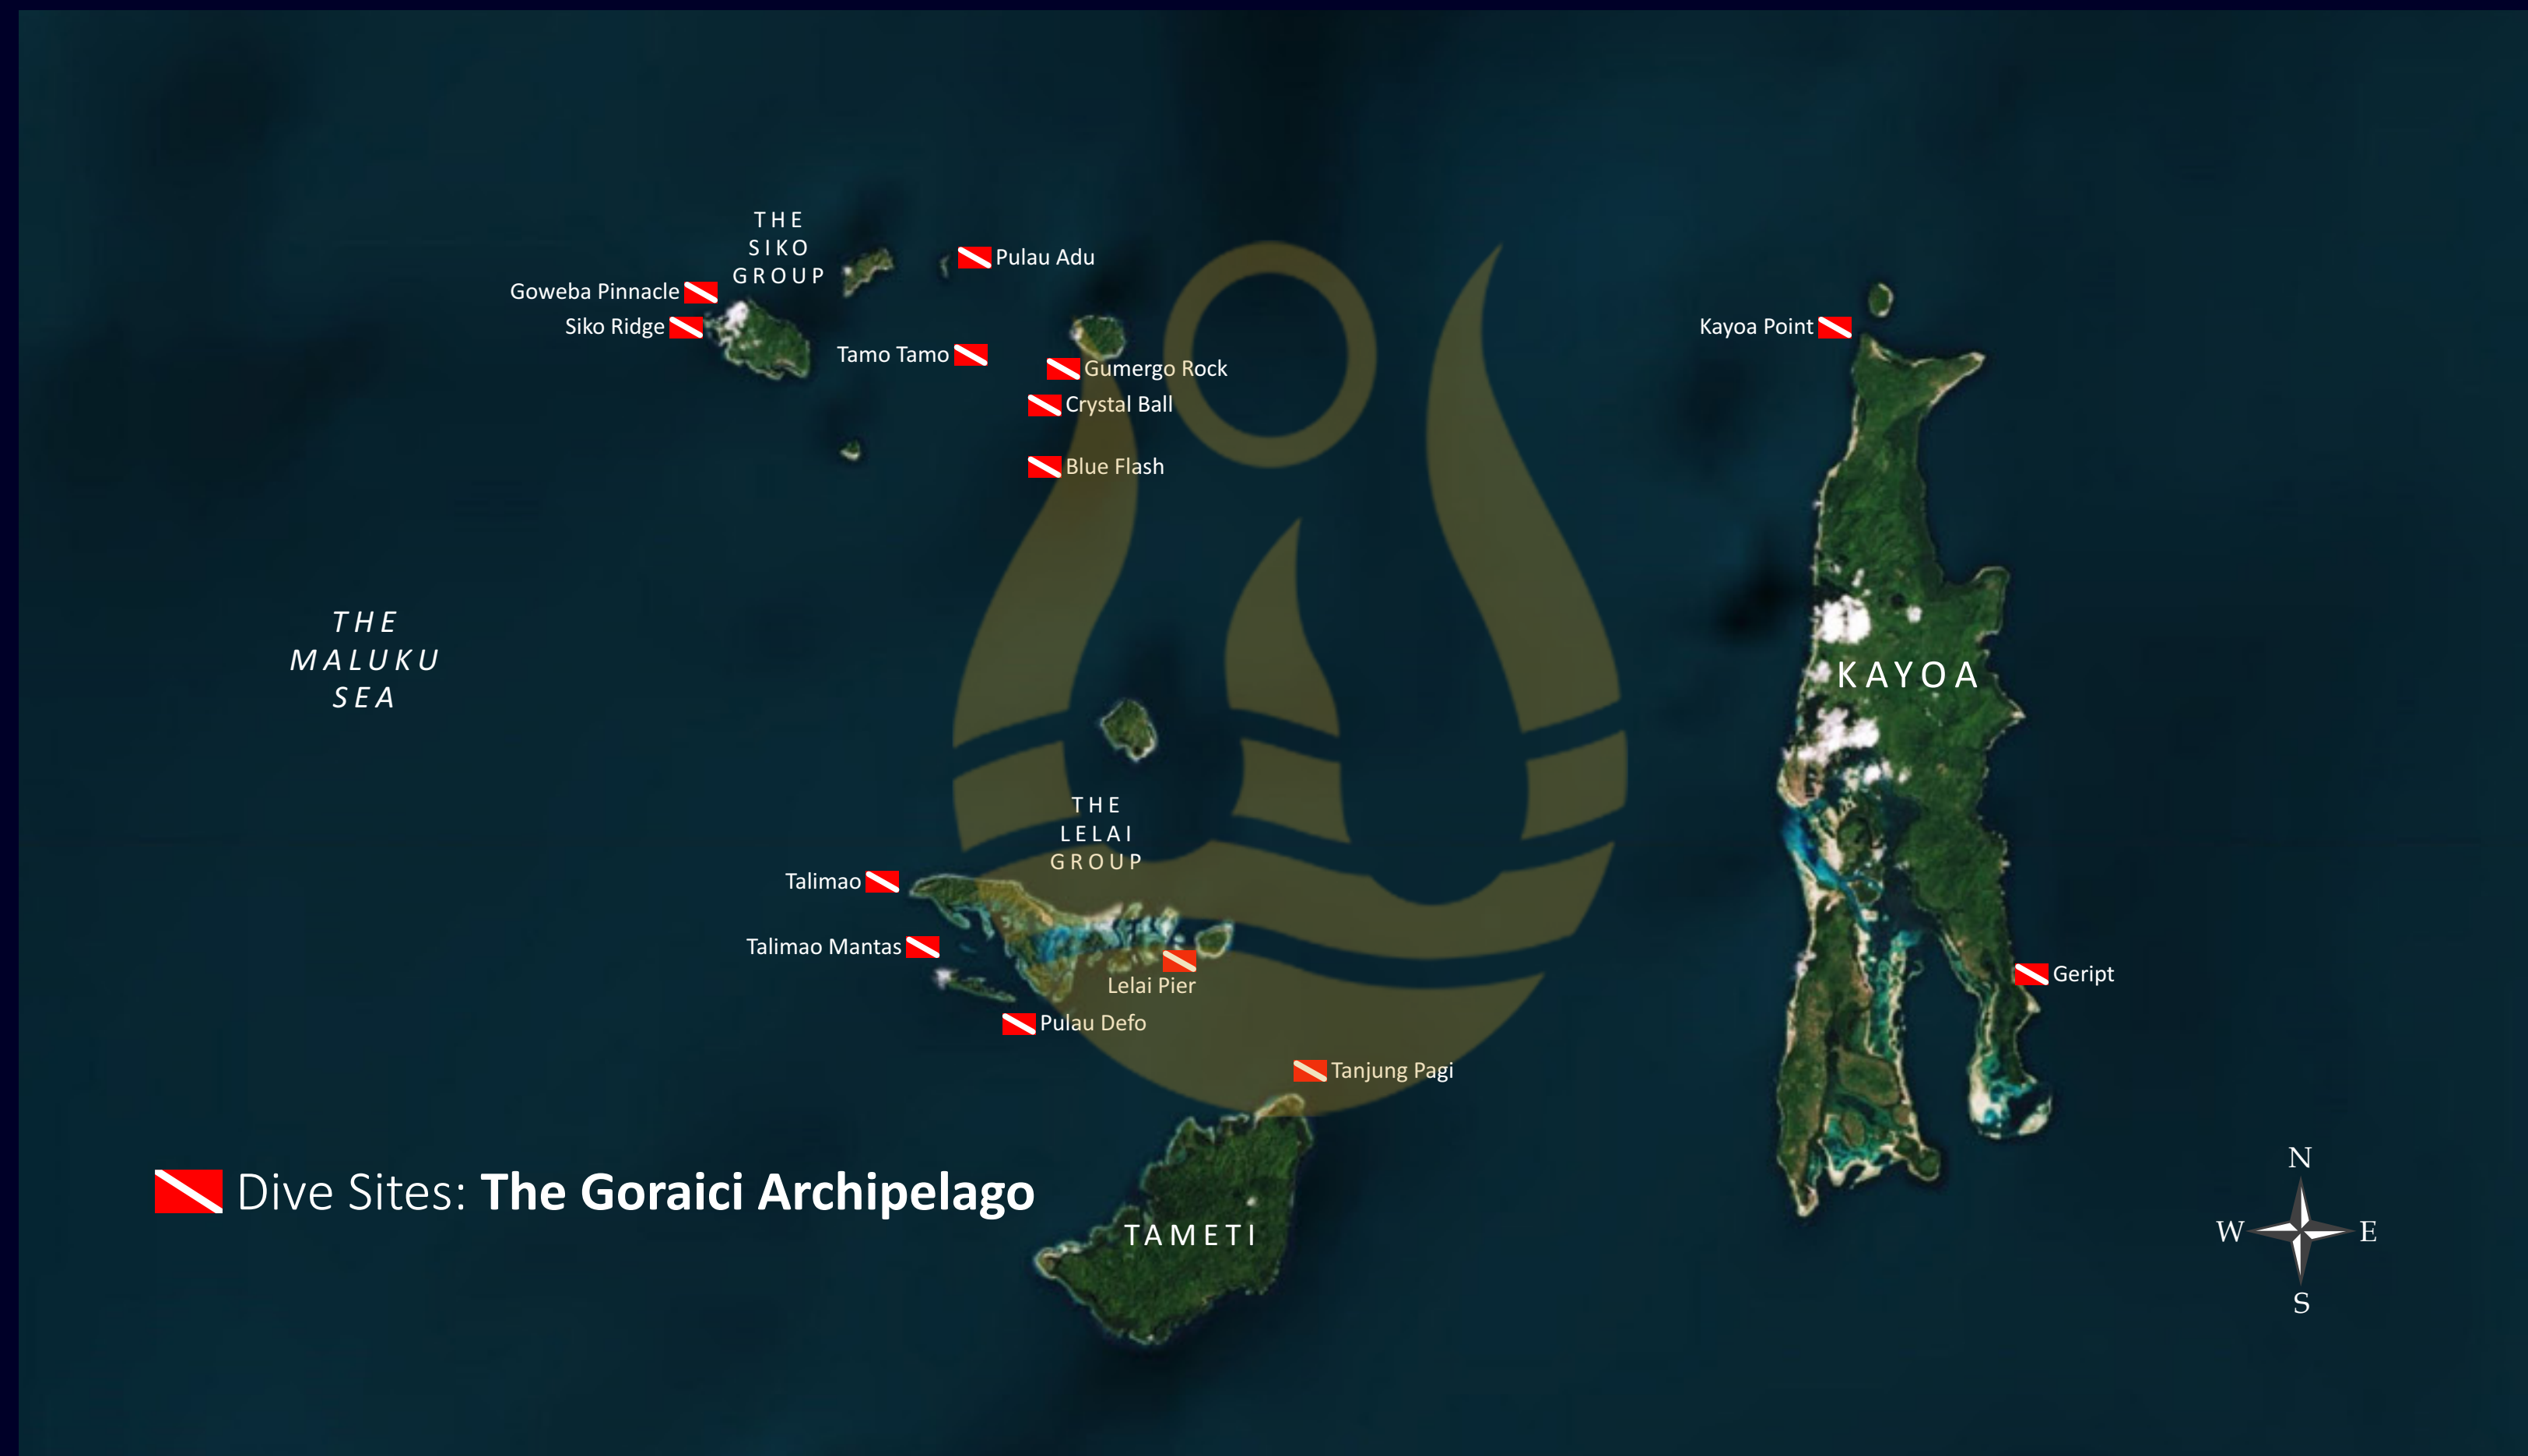 THE
SIKO
GROUP
Pulau Adu
Goweba Pinnacle
Siko Ridge
Kayoa Point
Tamo Tamo
Gumergo Rock
Crystal Ball
Blue Flash
THE
MALUKU
SEA
KAYOA
THE
LELAI
GROUP
Talimao
Talimao Mantas
Geript
Lelai Pier
Pulau Defo
Tanjung Pagi
Dive Sites: The Goraici Archipelago
TAMETI
N
W E
S